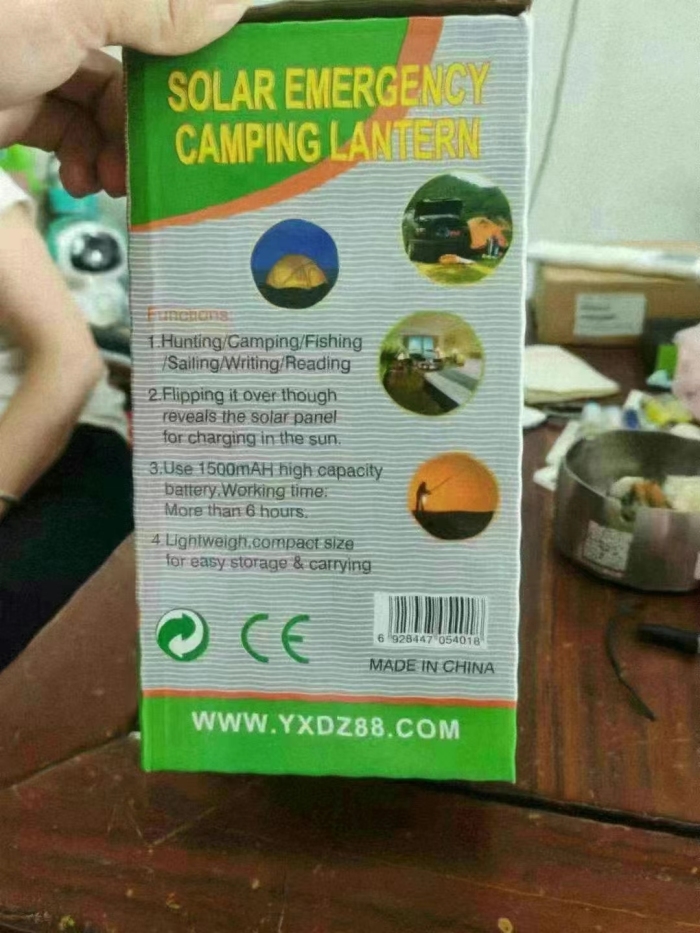 SOLAR EMERGENCY
CAMPING LANTERN
Functions:
1.Hunting/Camping/Fishing
/Sailing/Writing/Reading
2.Flipping it over though
reveals the solar panel
for charging in the sun.
3.Use 1500mAH high capacity
battery.Working time:
More than 6 hours.
4.Lightweigh.compact size
for easy storage & carrying
CE
6 928447 054018
MADE IN CHINA
WWW.YXDZ88.COM